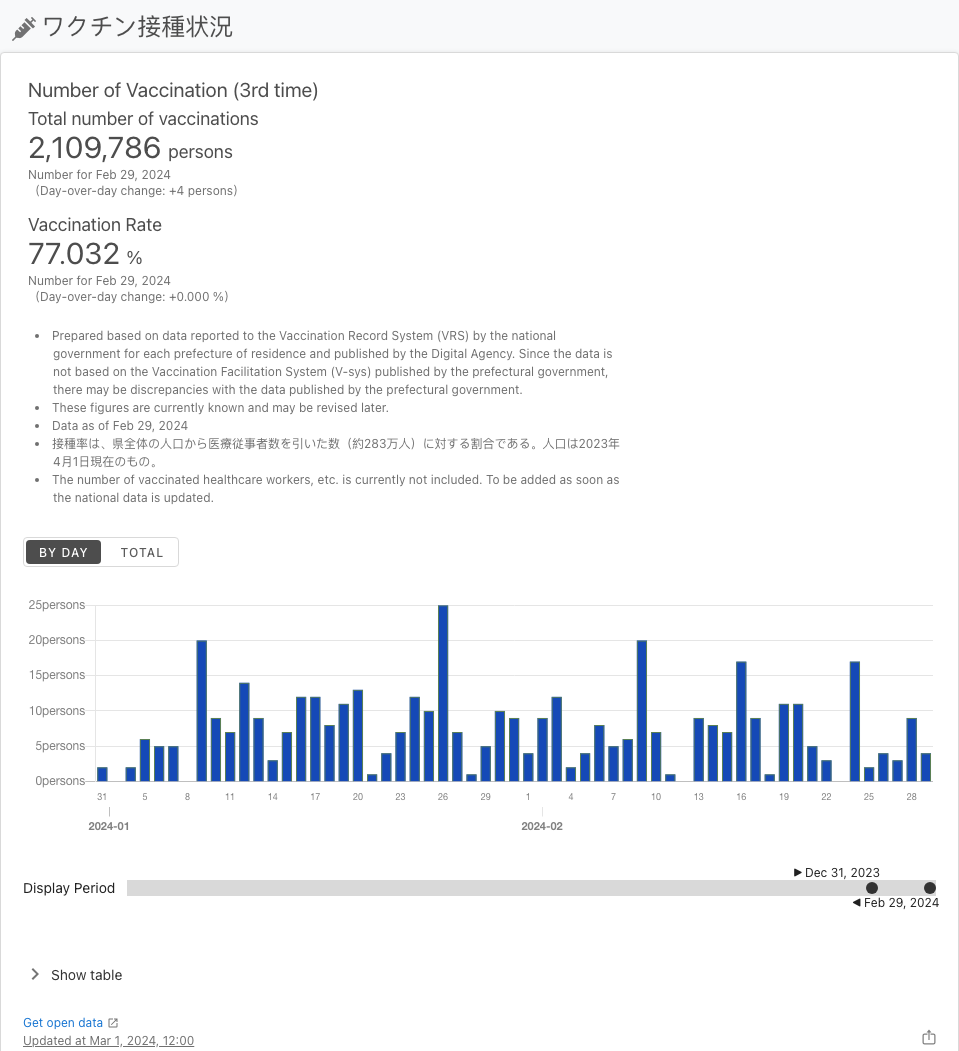 ワクチン接種状況
Number of Vaccination (3rd time)
Total number of vaccinations
2,109,786 persons
Number for Feb 29, 2024
(Day-over-day change: +4 persons)
Vaccination Rate
77.032 %
Number for Feb 29, 2024
(Day-over-day change: +0.000 %)
• Prepared based on data reported to the Vaccination Record System (VRS) by the national
government for each prefecture of residence and published by the Digital Agency. Since the data is
not based on the Vaccination Facilitation System (V-sys) published by the prefectural government,
there may be discrepancies with the data published by the prefectural government.
• These figures are currently known and may be revised later.
• Data as of Feb 29, 2024
• 接種率は、県全体の人口から医療従事者数を引いた数（約283万人）に対する割合である。人口は2023年
4月1日現在のもの。
• The number of vaccinated healthcare workers, etc. is currently not included. To be added as soon as
the national data is updated.
BY DAY TOTAL
25persons
20persons
15persons
10persons
5persons
0persons
31 5 8 11 14 17 20 23 26 29 1 4 7 10 13 16 19 22 25 28
2024-01 2024-02
▶ Dec 31, 2023
Display Period
◀ Feb 29, 2024
Show table
Get open data
Updated at Mar 1, 2024, 12:00